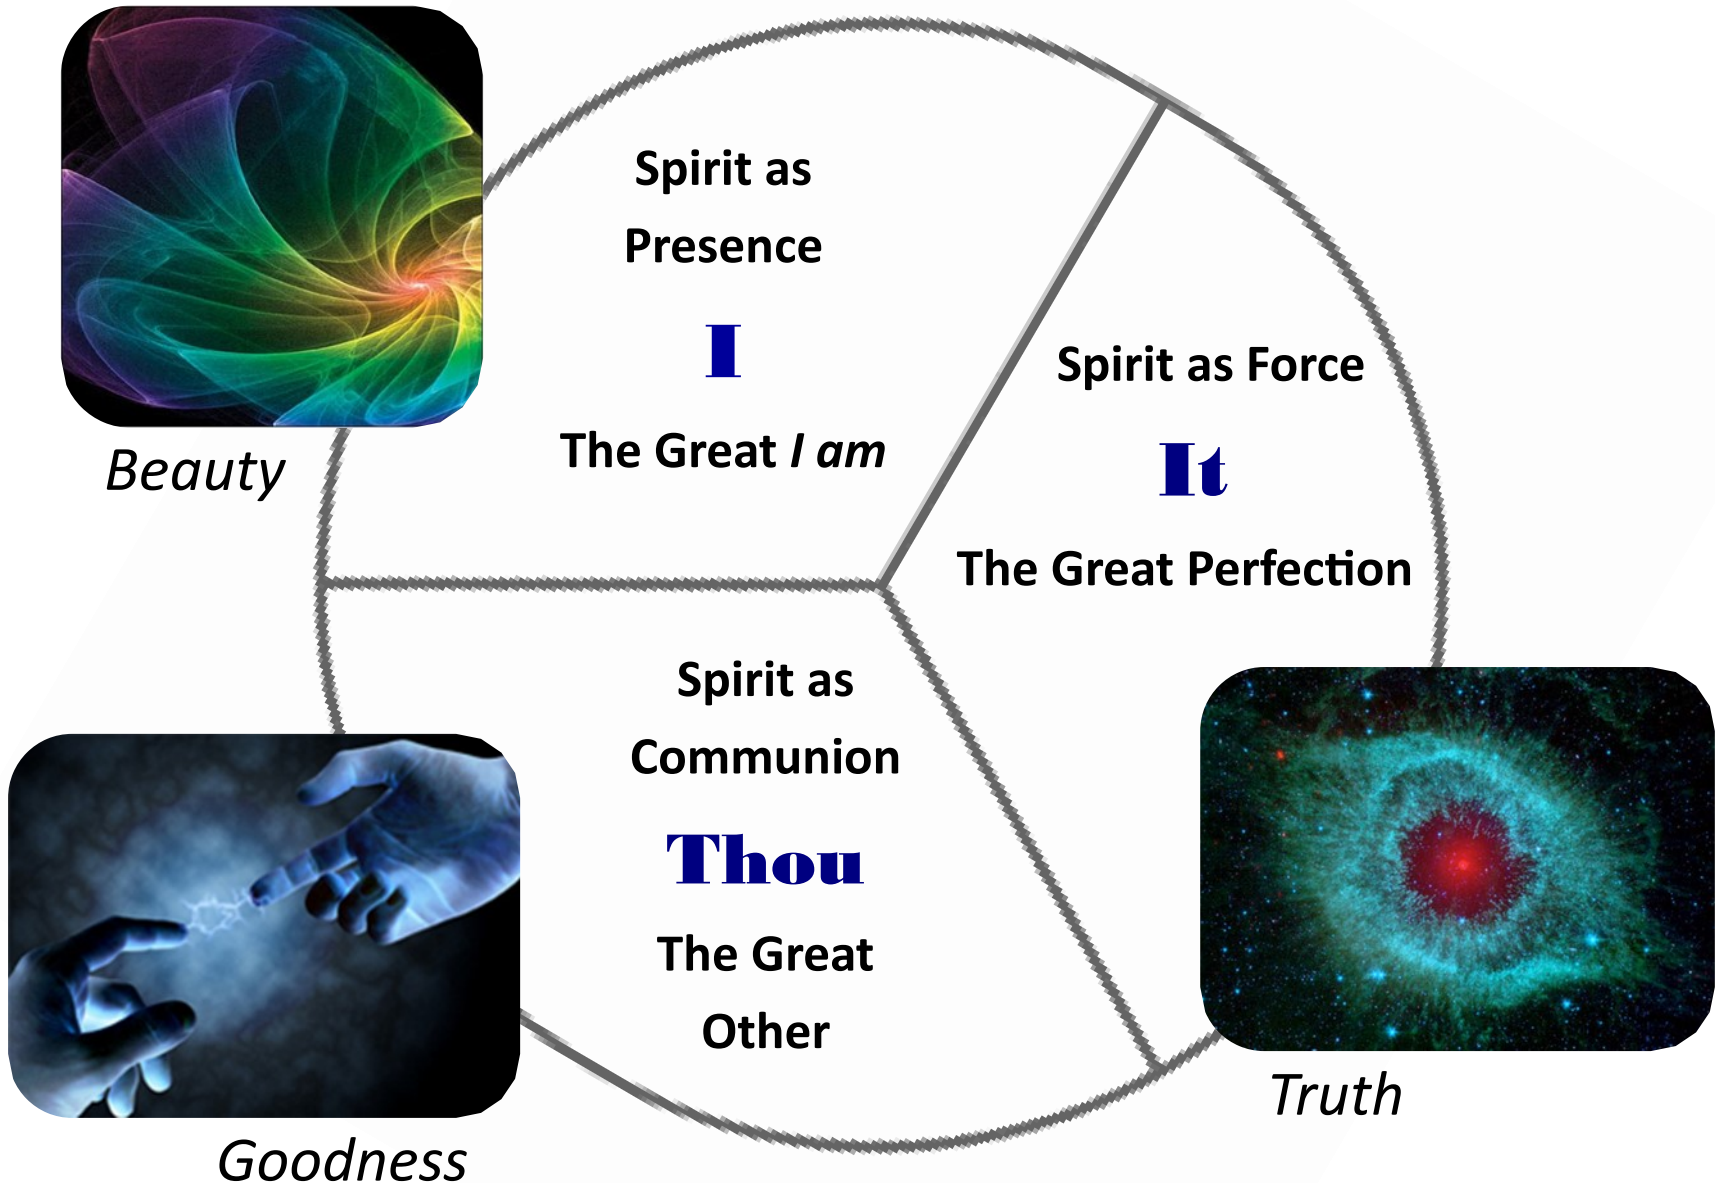 Spirit as
Presence
I
The Great I am
Beauty
Spirit as Force
It
The Great Perfection
Truth
Spirit as
Communion
Thou
The Great
Other
Goodness